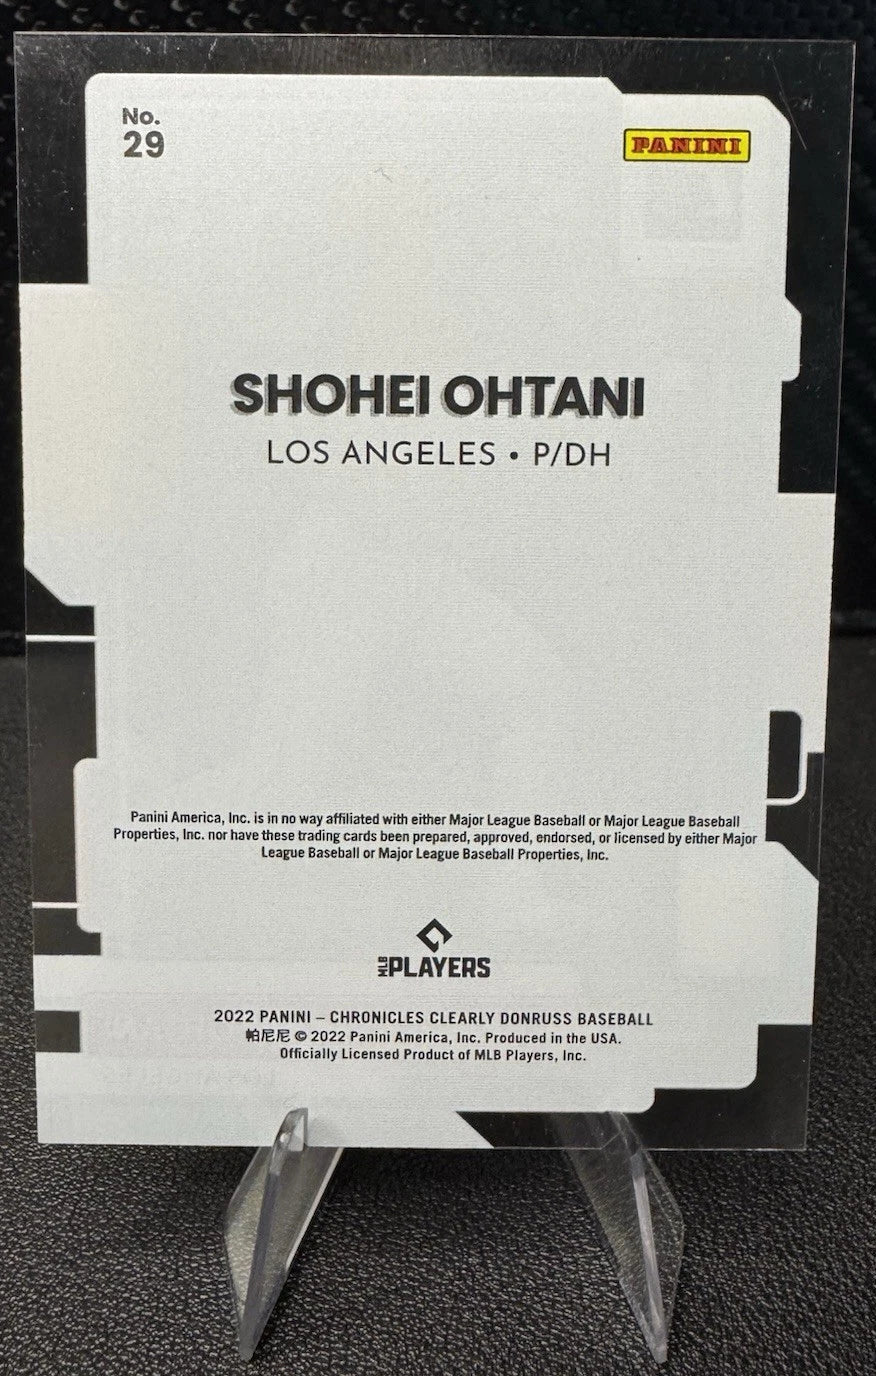 No.
29
PANINI
SHOHEI OHTANI
LOS ANGELES • P/DH
Panini America, Inc. is in no way affiliated with either Major League Baseball or Major League Baseball
Properties, Inc. nor have these trading cards been prepared, approved, endorsed, or licensed by either Major
League Baseball or Major League Baseball Properties, Inc.
MLB PLAYERS
2022 PANINI – CHRONICLES CLEARLY DONRUSS BASEBALL
帕尼尼 © 2022 Panini America, Inc. Produced in the USA.
Officially Licensed Product of MLB Players, Inc.